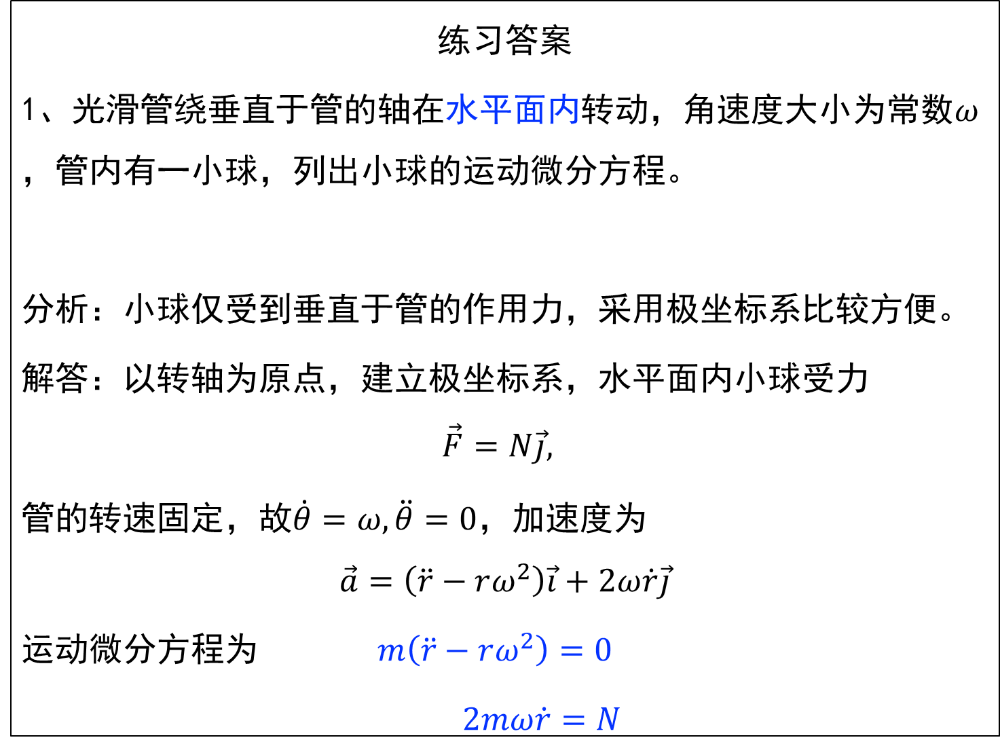 练习答案
1、光滑管绕垂直于管的轴在水平面内转动，角速度大小为常数ω
，管内有一小球，列出小球的运动微分方程。
分析：小球仅受到垂直于管的作用力，采用极坐标系比较方便。
解答：以转轴为原点，建立极坐标系，水平面内小球受力
$\vec{F} = N\vec{j},$
管的转速固定，故$\dot{\theta} = \omega, \ddot{\theta} = 0$，加速度为
$\vec{a} = (\ddot{r} - r\omega^2)\vec{i} + 2\omega\dot{r}\vec{j}$
运动微分方程为 $m(\ddot{r} - r\omega^2) = 0$
$2m\omega\dot{r} = N$